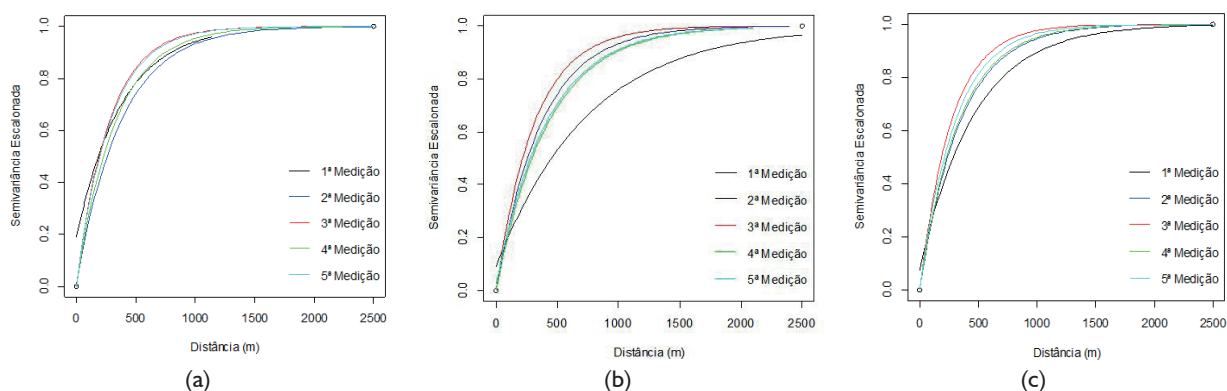 Semivariância Escalonada
1.0
0.8
0.6
0.4
0.2
0.0
1ª Medição
2ª Medição
3ª Medição
4ª Medição
5ª Medição
0 500 1000 1500 2000 2500
Distância (m)
(a)
Semivariância Escalonada
1.0
0.8
0.6
0.4
0.2
0.0
1ª Medição
2ª Medição
3ª Medição
4ª Medição
5ª Medição
0 500 1000 1500 2000 2500
Distância (m)
(b)
Semivariância Escalonada
1.0
0.8
0.6
0.4
0.2
0.0
1ª Medição
2ª Medição
3ª Medição
4ª Medição
5ª Medição
0 500 1000 1500 2000 2500
Distância (m)
(c)